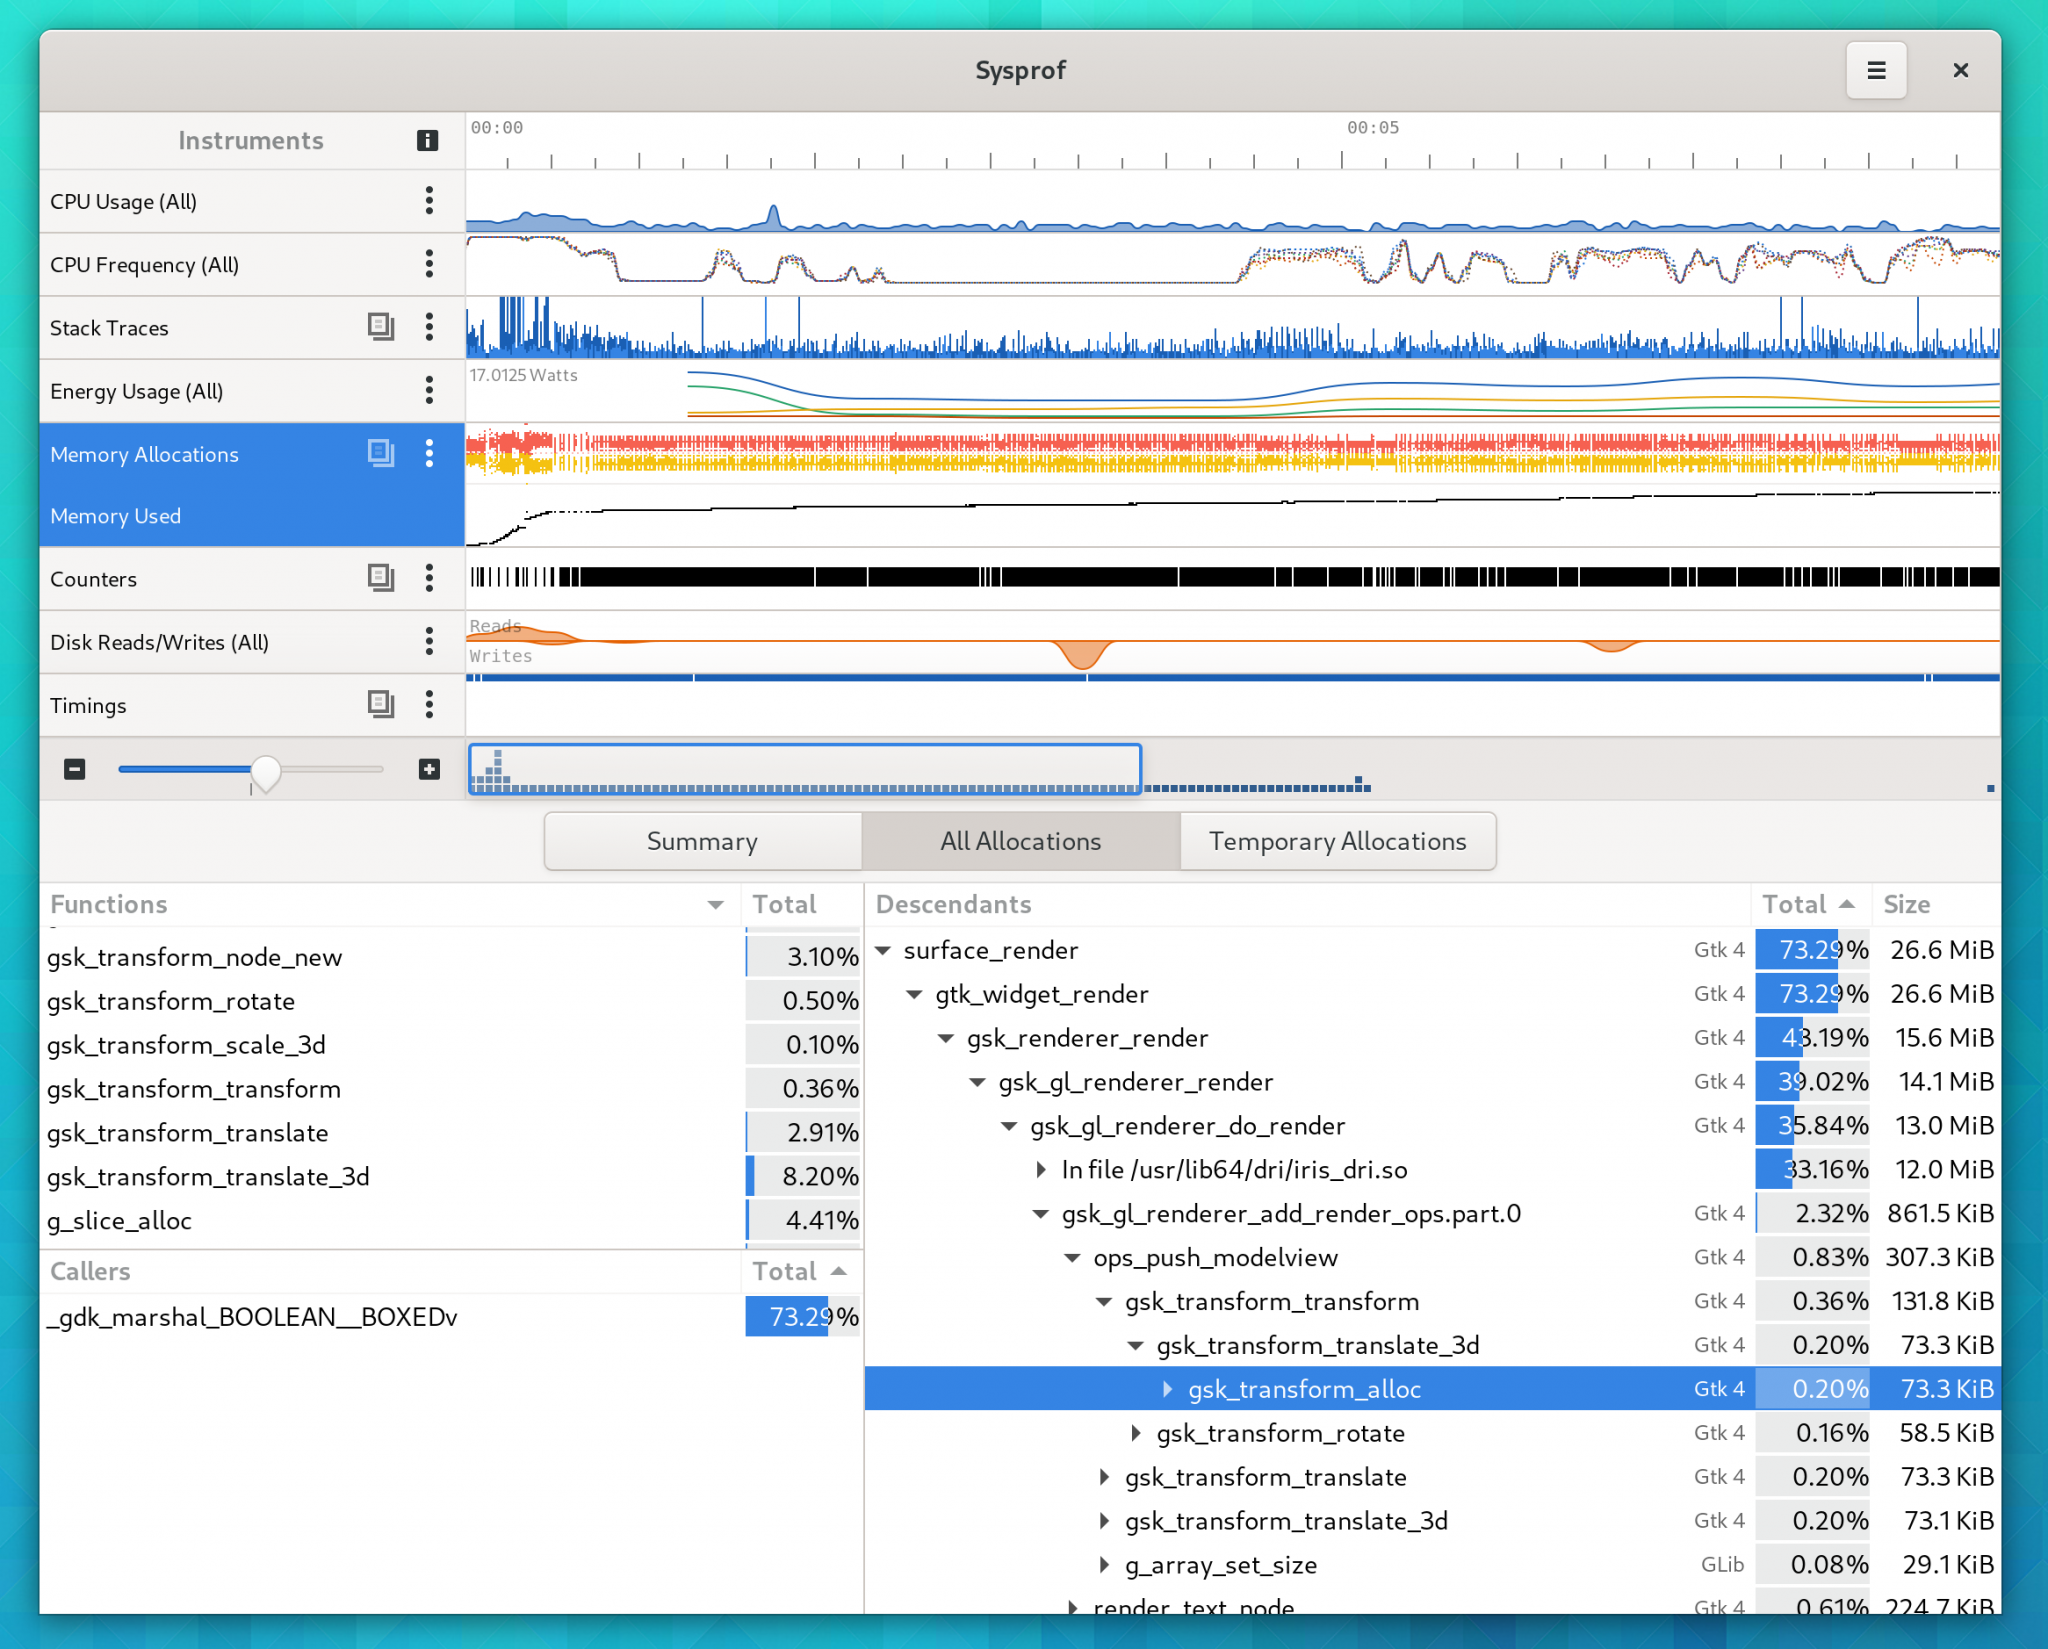 Sysprof
Instruments
00:00 00:05
CPU Usage (All)
CPU Frequency (All)
Stack Traces
Energy Usage (All)
17.0125 Watts
Memory Allocations
Memory Used
Counters
Disk Reads/Writes (All)
Reads
Writes
Timings
Summary All Allocations Temporary Allocations
Functions Total
gsk_transform_node_new 3.10%
gsk_transform_rotate 0.50%
gsk_transform_scale_3d 0.10%
gsk_transform_transform 0.36%
gsk_transform_translate 2.91%
gsk_transform_translate_3d 8.20%
g_slice_alloc 4.41%
Callers Total
_gdk_marshal_BOOLEAN__BOXEDv 73.29%
Descendants Total Size
surface_render Gtk 4 73.29% 26.6 MiB
gtk_widget_render Gtk 4 73.29% 26.6 MiB
gsk_renderer_render Gtk 4 43.19% 15.6 MiB
gsk_gl_renderer_render Gtk 4 39.02% 14.1 MiB
gsk_gl_renderer_do_render Gtk 4 35.84% 13.0 MiB
In file /usr/lib64/dri/iris_dri.so 33.16% 12.0 MiB
gsk_gl_renderer_add_render_ops.part.0 Gtk 4 2.32% 861.5 KiB
ops_push_modelview Gtk 4 0.83% 307.3 KiB
gsk_transform_transform Gtk 4 0.36% 131.8 KiB
gsk_transform_translate_3d Gtk 4 0.20% 73.3 KiB
gsk_transform_alloc Gtk 4 0.20% 73.3 KiB
gsk_transform_rotate Gtk 4 0.16% 58.5 KiB
gsk_transform_translate Gtk 4 0.20% 73.3 KiB
gsk_transform_translate_3d Gtk 4 0.20% 73.1 KiB
g_array_set_size GLib 0.08% 29.1 KiB
render_text_node Gtk 4 0.61% 224.7 KiB